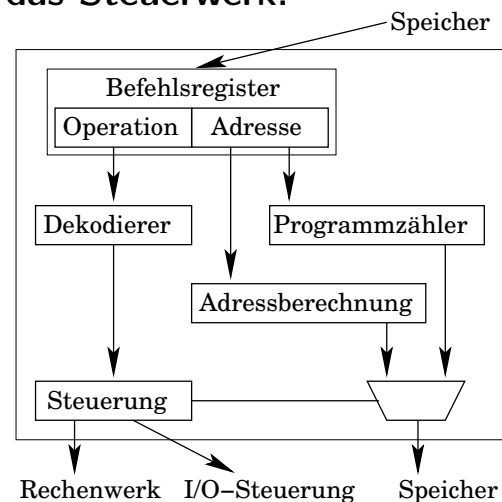 das Steuerwerk:
Speicher
Befehlsregister
Operation Adresse
Dekodierer Programmzähler
Adressberechnung
Steuerung
Rechenwerk I/O–Steuerung Speicher